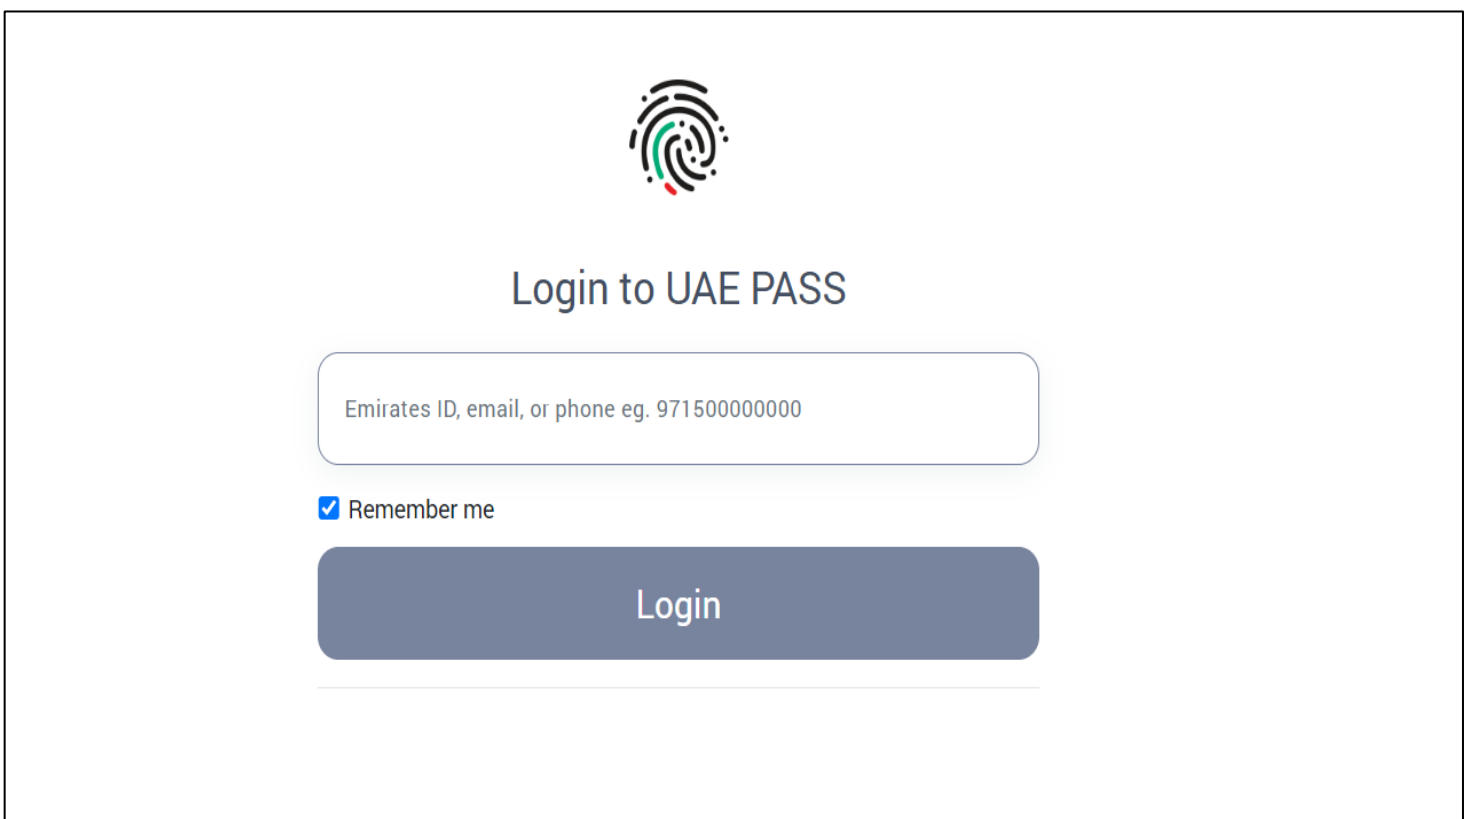 Login to UAE PASS
Emirates ID, email, or phone eg. 971500000000
Remember me
Login